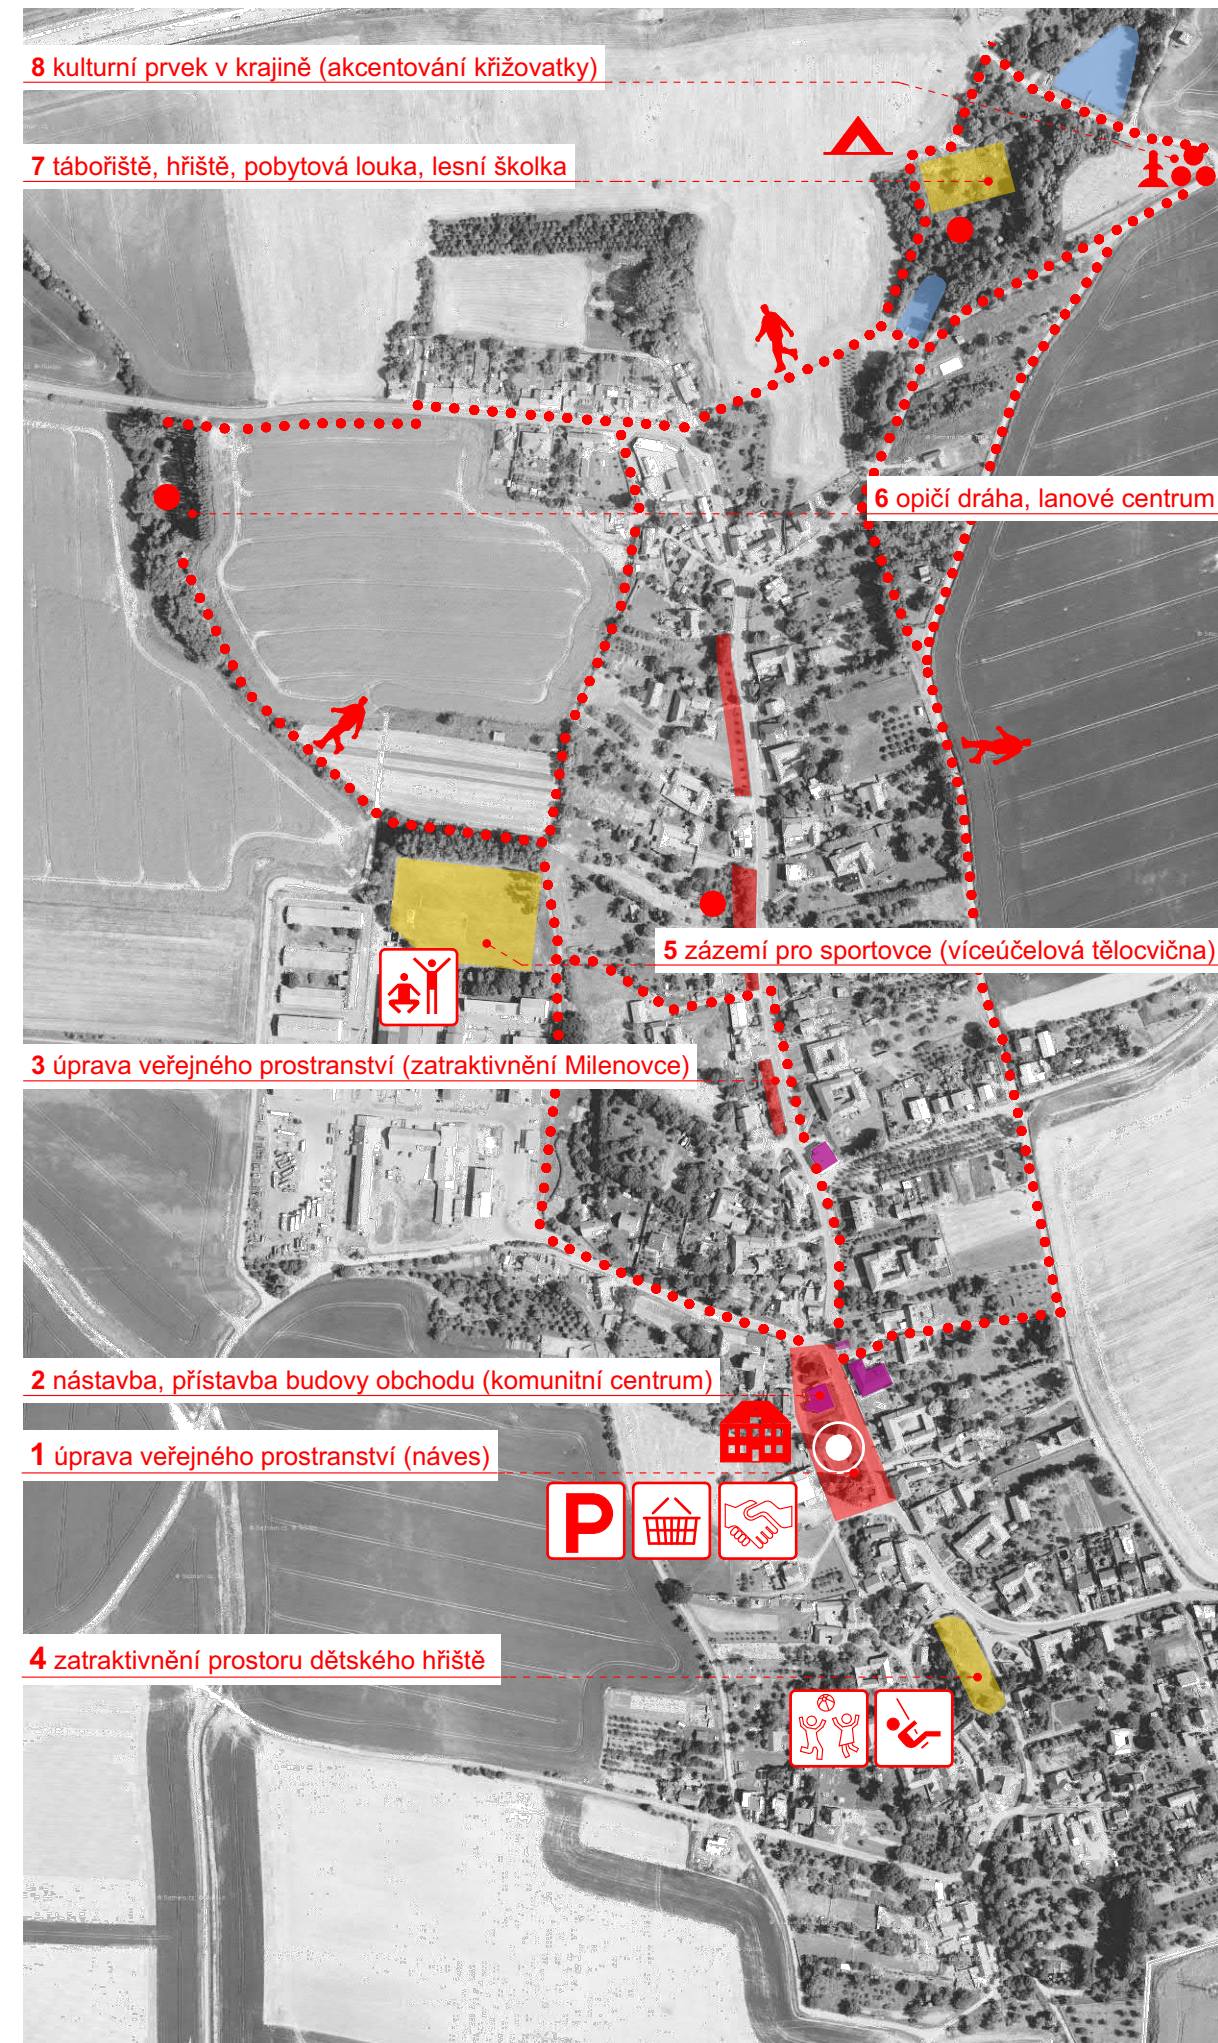 8 kulturní prvek v krajině (akcentování křižovatky)
7 tábořiště, hřiště, pobytová louka, lesní školka
6 opičí dráha, lanové centrum
5 zázemí pro sportovce (víceúčelová tělocvična)
3 úprava veřejného prostranství (zatraktivnění Milenovce)
2 nástavba, přístavba budovy obchodu (komunitní centrum)
1 úprava veřejného prostranství (náves)
P
4 zatraktivnění prostoru dětského hřiště